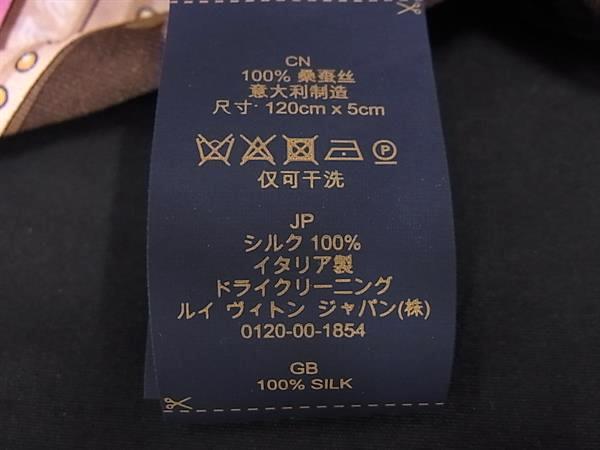 CN
100% 桑蚕丝
意大利制造
尺寸: 120cm x 5cm
仅可干洗
JP
シルク 100%
イタリア製
ドライクリーニング
ルイ ヴィトン ジャパン(株)
0120-00-1854
GB
100% SILK